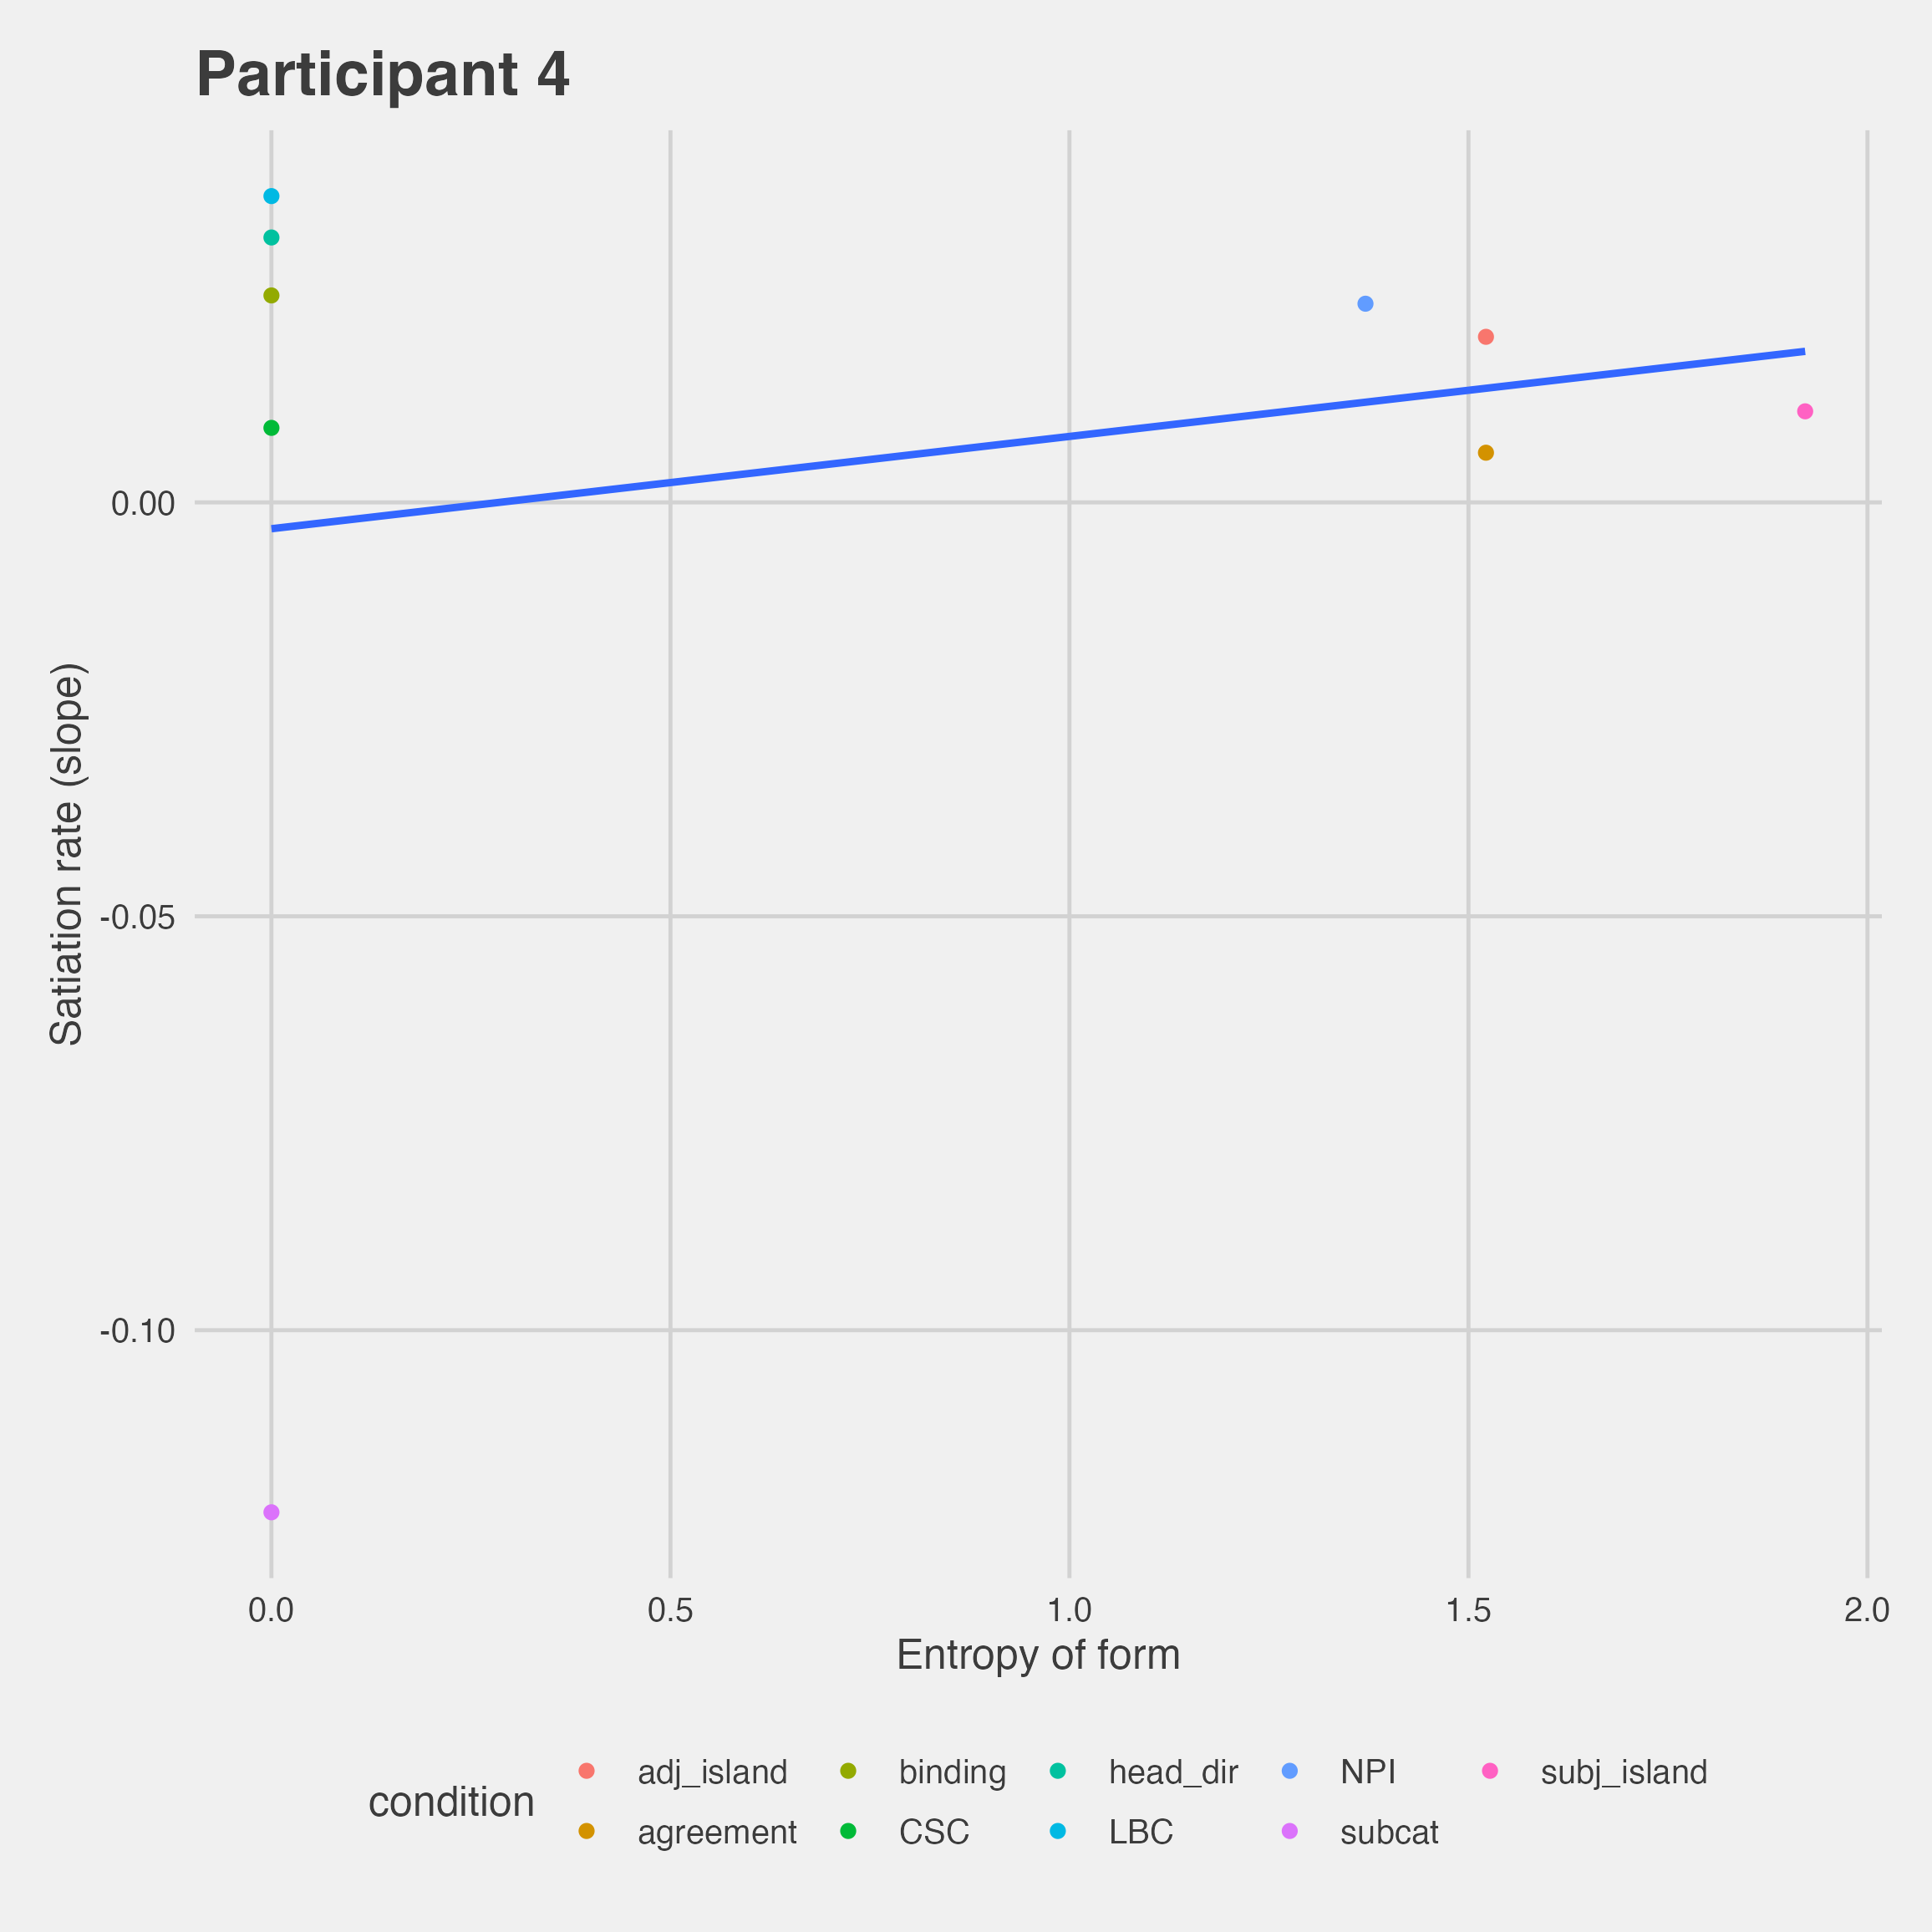 Participant 4
Satiation rate (slope)
0.00
-0.05
-0.10
0.0 0.5 1.0 1.5 2.0
Entropy of form
condition
adj_island binding head_dir NPI subj_island
agreement CSC LBC subcat